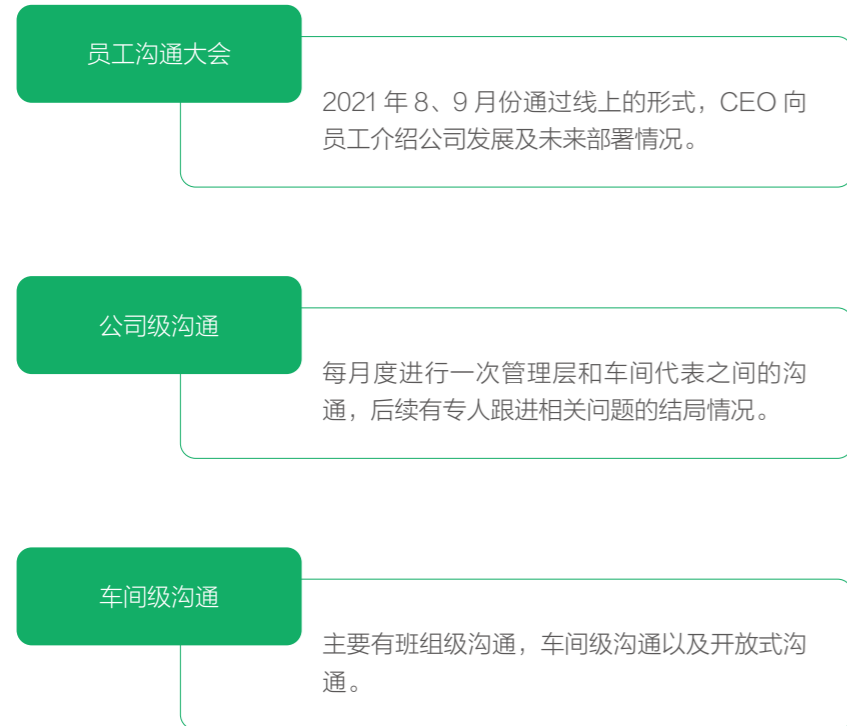 员工沟通大会
2021 年 8、9 月份通过线上的形式，CEO 向
员工介绍公司发展及未来部署情况。
公司级沟通
每月度进行一次管理层和车间代表之间的沟
通，后续有专人跟进相关问题的结局情况。
车间级沟通
主要有班组级沟通，车间级沟通以及开放式沟
通。